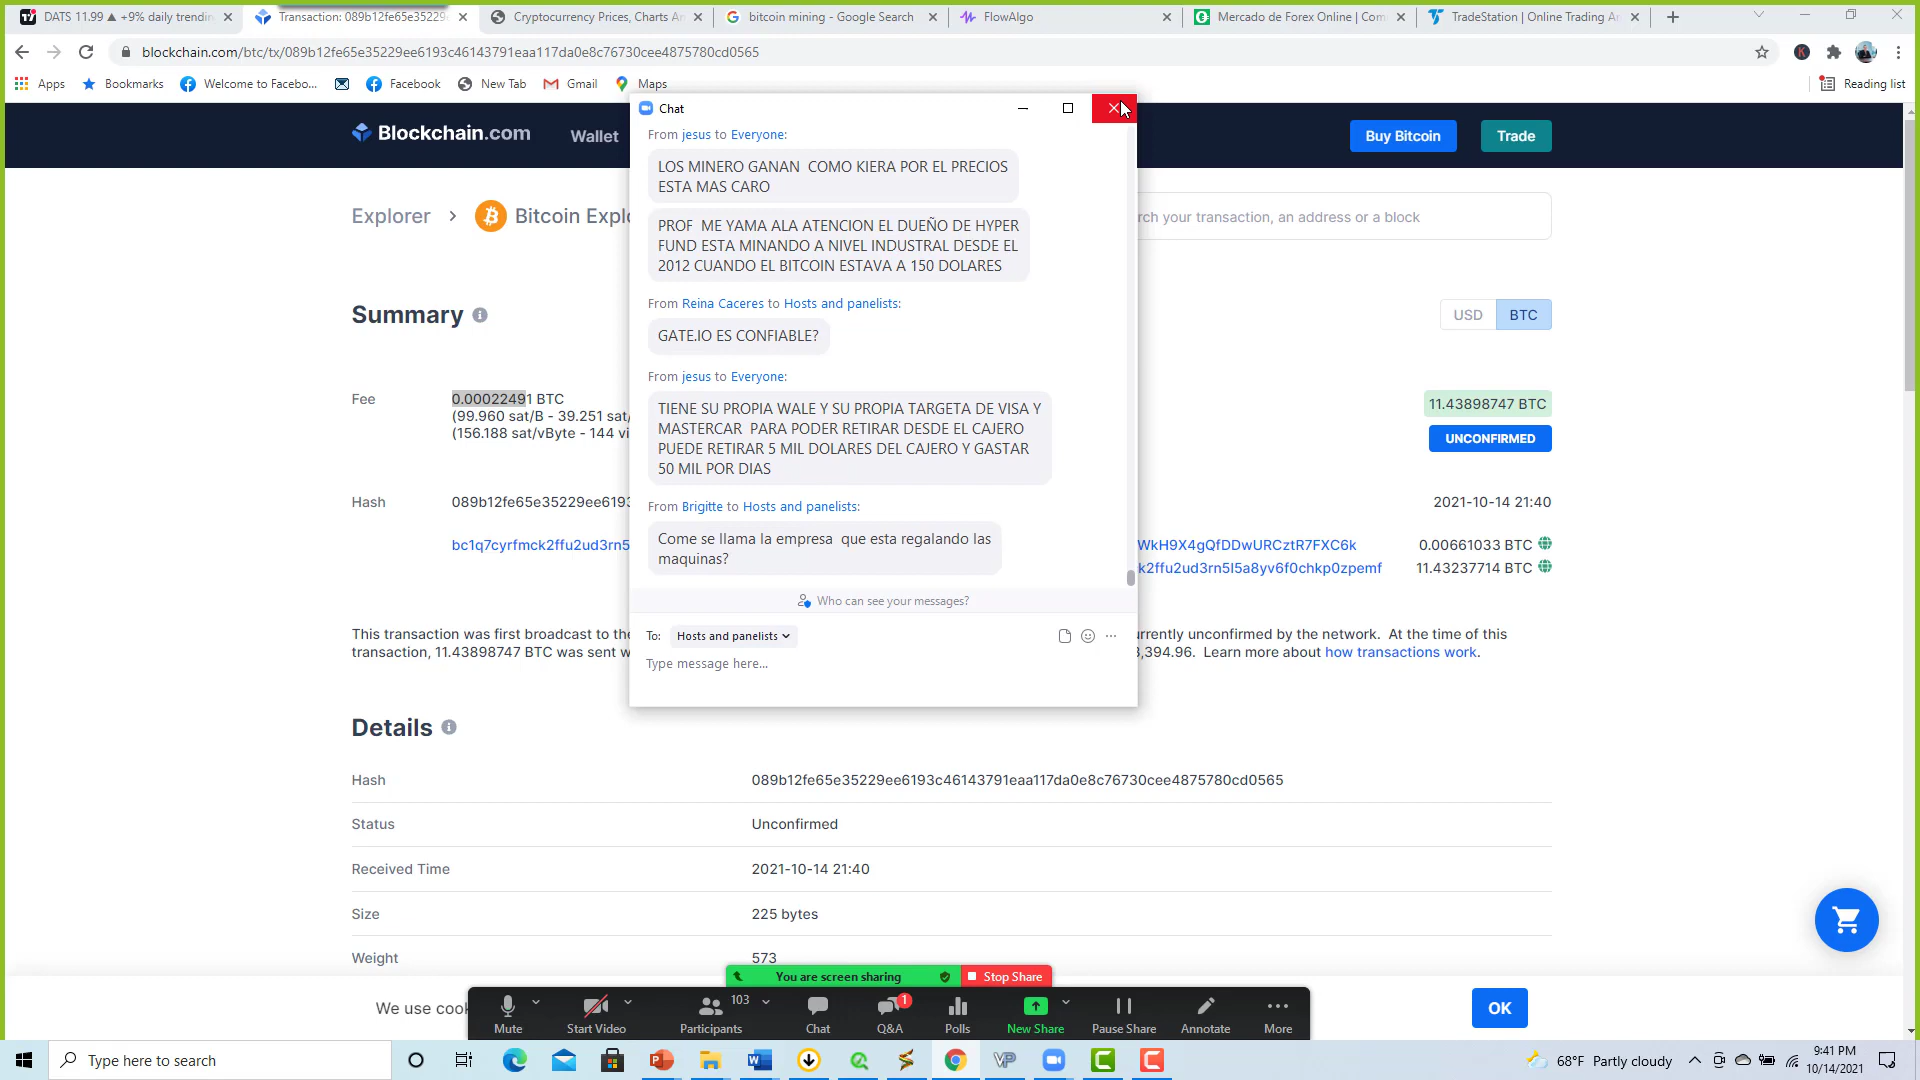 DATS 11.99 ▲ +9% daily trendin
Transaction: 089b12fe65e35229
Cryptocurrency Prices, Charts An
bitcoin mining - Google Search
FlowAlgo
Mercado de Forex Online | Com
TradeStation | Online Trading An
blockchain.com/btc/tx/089b12fe65e35229ee6193c46143791eaa117da0e8c76730cee4875780cd0565
Apps
Bookmarks
Welcome to Facebo...
Facebook
New Tab
Gmail
Maps
Reading list
Blockchain.com
Wallet
Buy Bitcoin
Trade
Explorer > Bitcoin Explo
rch your transaction, an address or a block
Summary
USD
BTC
Fee
0.00022491 BTC
(99.960 sat/B - 39.251 sat/
(156.188 sat/vByte - 144 vi
11.43898747 BTC
UNCONFIRMED
Hash
089b12fe65e35229ee6193
2021-10-14 21:40
bc1q7cyrfmck2ffu2ud3rn5
WkH9X4gQfDDwURCztR7FXC6k
0.00661033 BTC
k2ffu2ud3rn5l5a8yv6f0chkp0zpemf
11.43237714 BTC
This transaction was first broadcast to the
rrently unconfirmed by the network. At the time of this
transaction, 11.43898747 BTC was sent w
3,394.96. Learn more about how transactions work.
Details
Hash
089b12fe65e35229ee6193c46143791eaa117da0e8c76730cee4875780cd0565
Status
Unconfirmed
Received Time
2021-10-14 21:40
Size
225 bytes
Weight
573
We use cook
OK
Chat
From jesus to Everyone:
LOS MINERO GANAN COMO KIERA POR EL PRECIOS
ESTA MAS CARO
PROF ME YAMA ALA ATENCION EL DUEÑO DE HYPER
FUND ESTA MINANDO A NIVEL INDUSTRAL DESDE EL
2012 CUANDO EL BITCOIN ESTAVA A 150 DOLARES
From Reina Caceres to Hosts and panelists:
GATE.IO ES CONFIABLE?
From jesus to Everyone:
TIENE SU PROPIA WALE Y SU PROPIA TARGETA DE VISA Y
MASTERCAR PARA PODER RETIRAR DESDE EL CAJERO
PUEDE RETIRAR 5 MIL DOLARES DEL CAJERO Y GASTAR
50 MIL POR DIAS
From Brigitte to Hosts and panelists:
Come se llama la empresa que esta regalando las
maquinas?
Who can see your messages?
To: Hosts and panelists
Type message here...
You are screen sharing
Stop Share
Mute
Start Video
103
Participants
Chat
1
Q&A
Polls
New Share
Pause Share
Annotate
More
Type here to search
68°F Partly cloudy
9:41 PM
10/14/2021